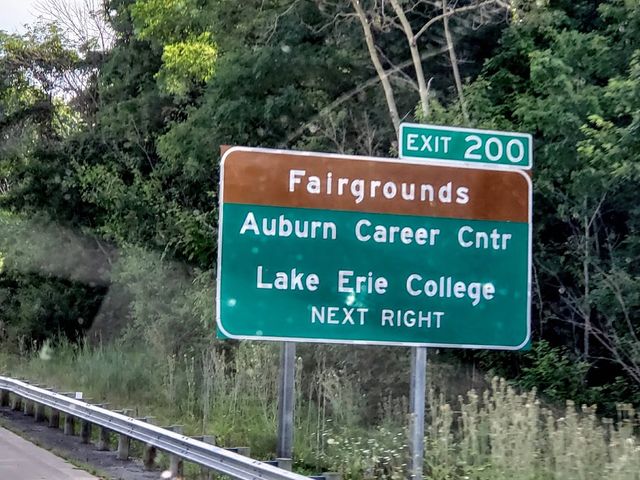 EXIT 200
Fairgrounds
Auburn Career Cntr
Lake Erie College
NEXT RIGHT